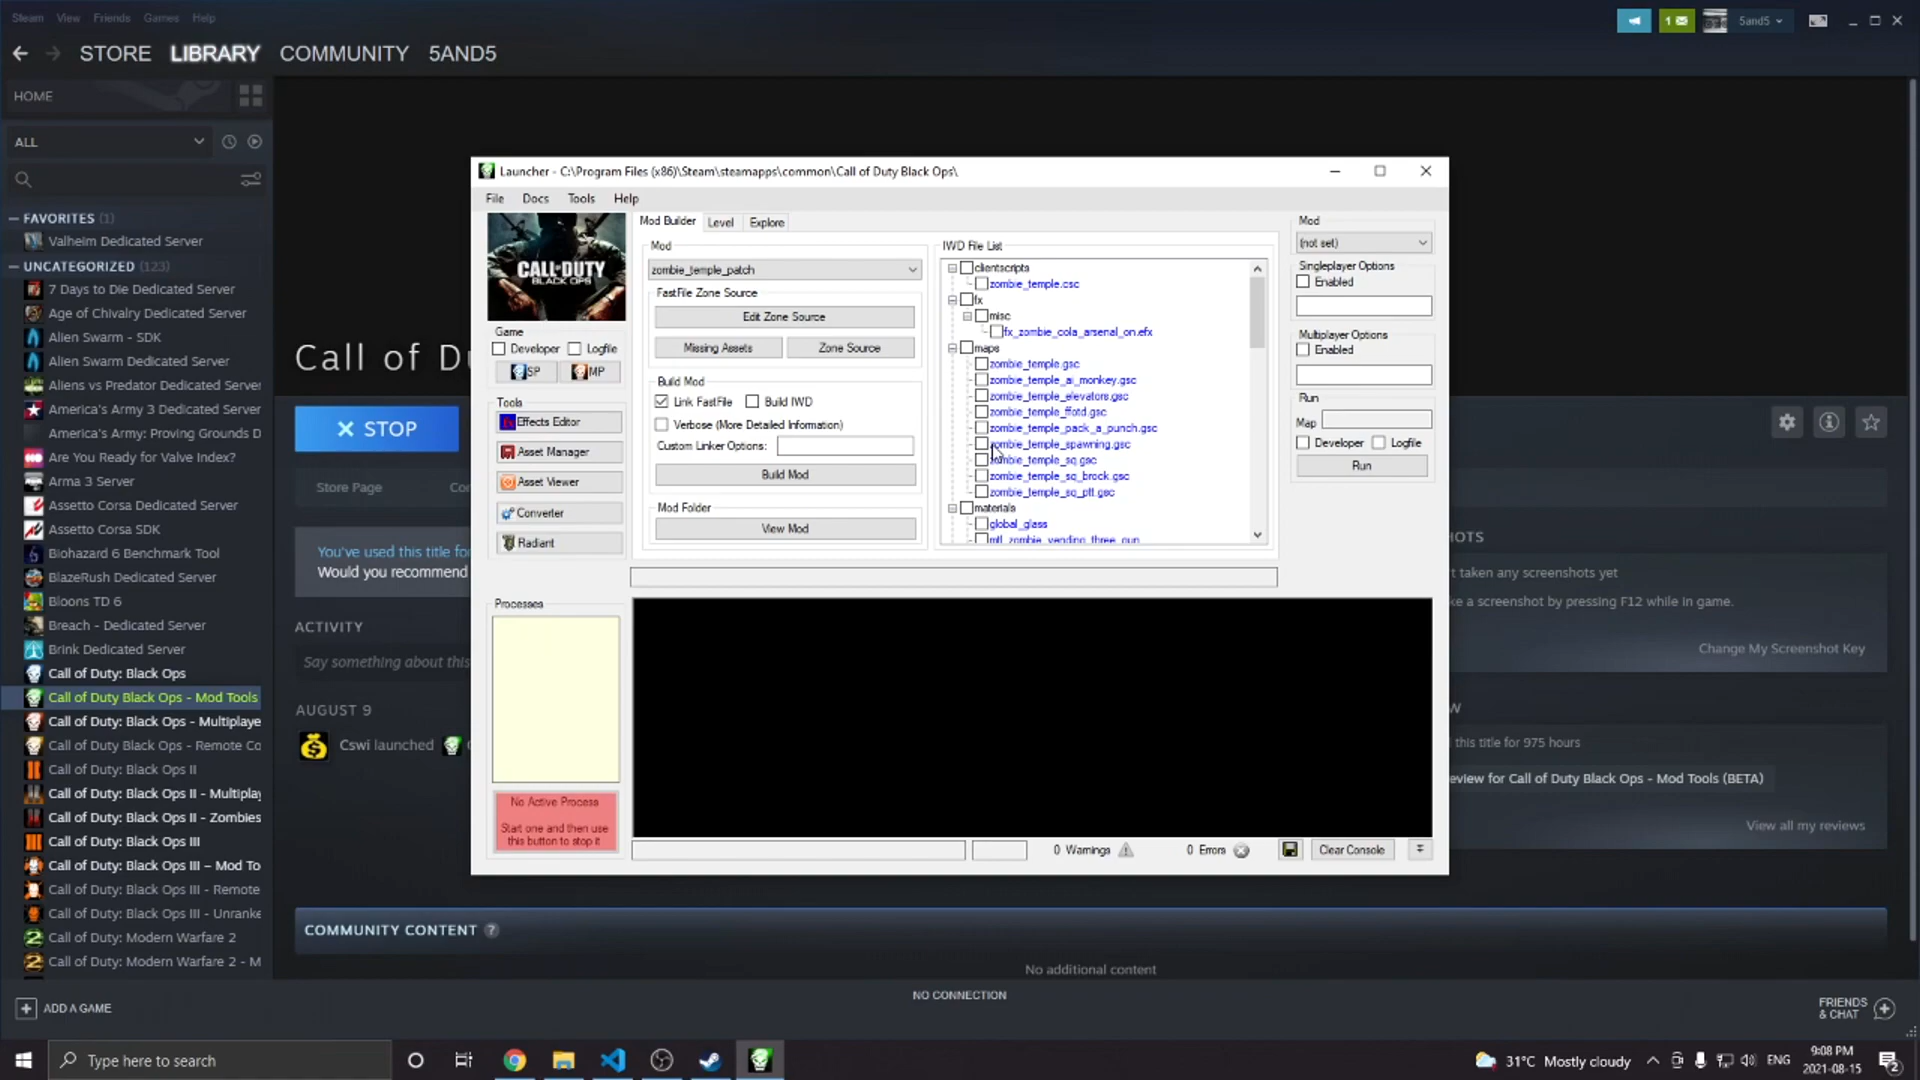 Steam View Friends Games Help
1
5and5
STORE LIBRARY COMMUNITY 5AND5
HOME
ALL
FAVORITES (1)
Valheim Dedicated Server
UNCATEGORIZED (123)
7 Days to Die Dedicated Server
Age of Chivalry Dedicated Server
Alien Swarm - SDK
Alien Swarm Dedicated Server
Aliens vs Predator Dedicated Server
America's Army 3 Dedicated Server
America's Army: Proving Grounds D
Are You Ready for Valve Index?
Arma 3 Server
Assetto Corsa Dedicated Server
Assetto Corsa SDK
Biohazard 6 Benchmark Tool
BlazeRush Dedicated Server
Bloons TD 6
Breach - Dedicated Server
Brink Dedicated Server
Call of Duty: Black Ops
Call of Duty Black Ops - Mod Tools
Call of Duty: Black Ops - Multiplaye
Call of Duty: Black Ops - Remote Co
Call of Duty: Black Ops II
Call of Duty: Black Ops II - Multipla
Call of Duty: Black Ops II - Zombies
Call of Duty: Black Ops III
Call of Duty: Black Ops III – Mod To
Call of Duty: Black Ops III - Remote
Call of Duty: Black Ops III - Unranke
Call of Duty: Modern Warfare 2
Call of Duty: Modern Warfare 2 - M
ADD A GAME
Call of Du
STOP
Store Page Con
You've used this title fo
Would you recommend
ACTIVITY
Say something about this
AUGUST 9
Cswi launched
COMMUNITY CONTENT ?
No additional content
NO CONNECTION
HOTS
t taken any screenshots yet
ke a screenshot by pressing F12 while in game.
Change My Screenshot Key
W
this title for 975 hours
eview for Call of Duty Black Ops - Mod Tools (BETA)
View all my reviews
FRIENDS
& CHAT
Launcher - C:\Program Files (x86)\Steam\steamapps\common\Call of Duty Black Ops\
File Docs Tools Help
CALL OF DUTY
BLACK OPS
Game
Developer Logfile
SP MP
Tools
Effects Editor
Asset Manager
Asset Viewer
Converter
Radiant
Processes
No Active Process
Start one and then use
this button to stop it
Mod Builder Level Explore
Mod
zombie_temple_patch
FastFile Zone Source
Edit Zone Source
Missing Assets Zone Source
Build Mod
Link FastFile Build IWD
Verbose (More Detailed Information)
Custom Linker Options:
Build Mod
Mod Folder
View Mod
IWD File List
clientscripts
zombie_temple.csc
fx
misc
fx_zombie_cola_arsenal_on.efx
maps
zombie_temple.gsc
zombie_temple_ai_monkey.gsc
zombie_temple_elevators.gsc
zombie_temple_ffotd.gsc
zombie_temple_pack_a_punch.gsc
zombie_temple_spawning.gsc
zombie_temple_sq.gsc
zombie_temple_sq_brock.gsc
zombie_temple_sq_ptt.gsc
materials
global_glass
mtl_zombie_vending_three_gun
Mod
(not set)
Singleplayer Options
Enabled
Multiplayer Options
Enabled
Run
Map
Developer Logfile
Run
0 Warnings 0 Errors Clear Console
Type here to search
31°C Mostly cloudy
ENG
9:08 PM
2021-08-15
2